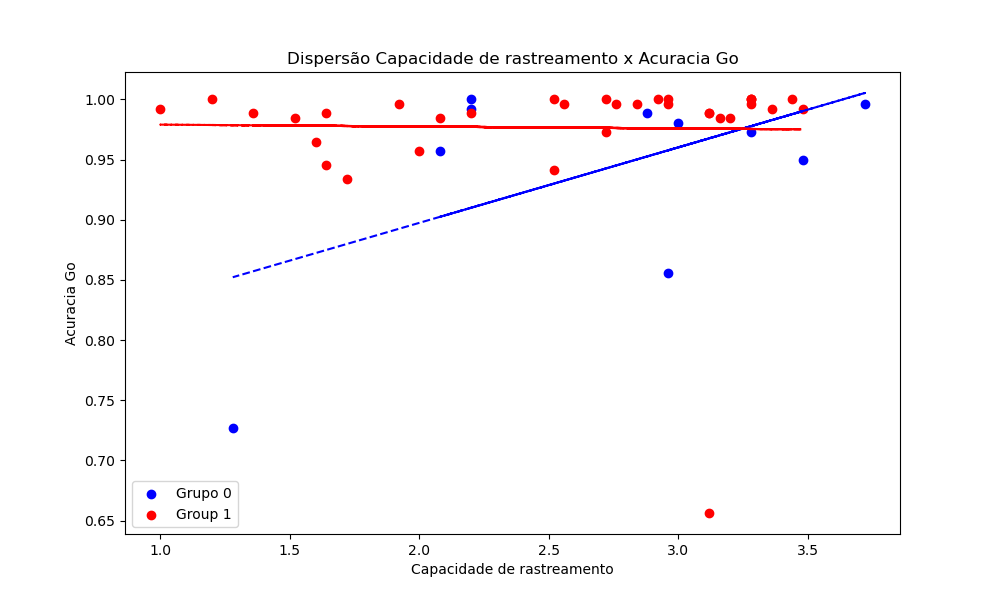 Dispersão Capacidade de rastreamento x Acuracia Go
Acuracia Go
1.00
0.95
0.90
0.85
0.80
0.75
0.70
0.65
Grupo 0
Group 1
1.0 1.5 2.0 2.5 3.0 3.5
Capacidade de rastreamento